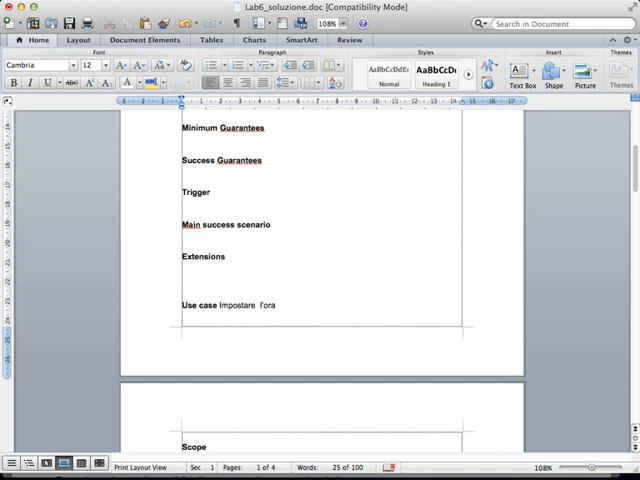 Lab6_soluzione.doc [Compatibility Mode]
108%
Search in Document
Home Layout Document Elements Tables Charts SmartArt Review
Font Paragraph Styles Insert Themes
Cambria 12
AaBbCcDdEe AaBbCcDc
Normal Heading 1 Text Box Shape Picture Themes
Minimum Guarantees
Success Guarantees
Trigger
Main success scenario
Extensions
Use case Impostare l'ora
Scope
Print Layout View Sec 1 Pages: 1 of 4 Words: 25 of 100 108%